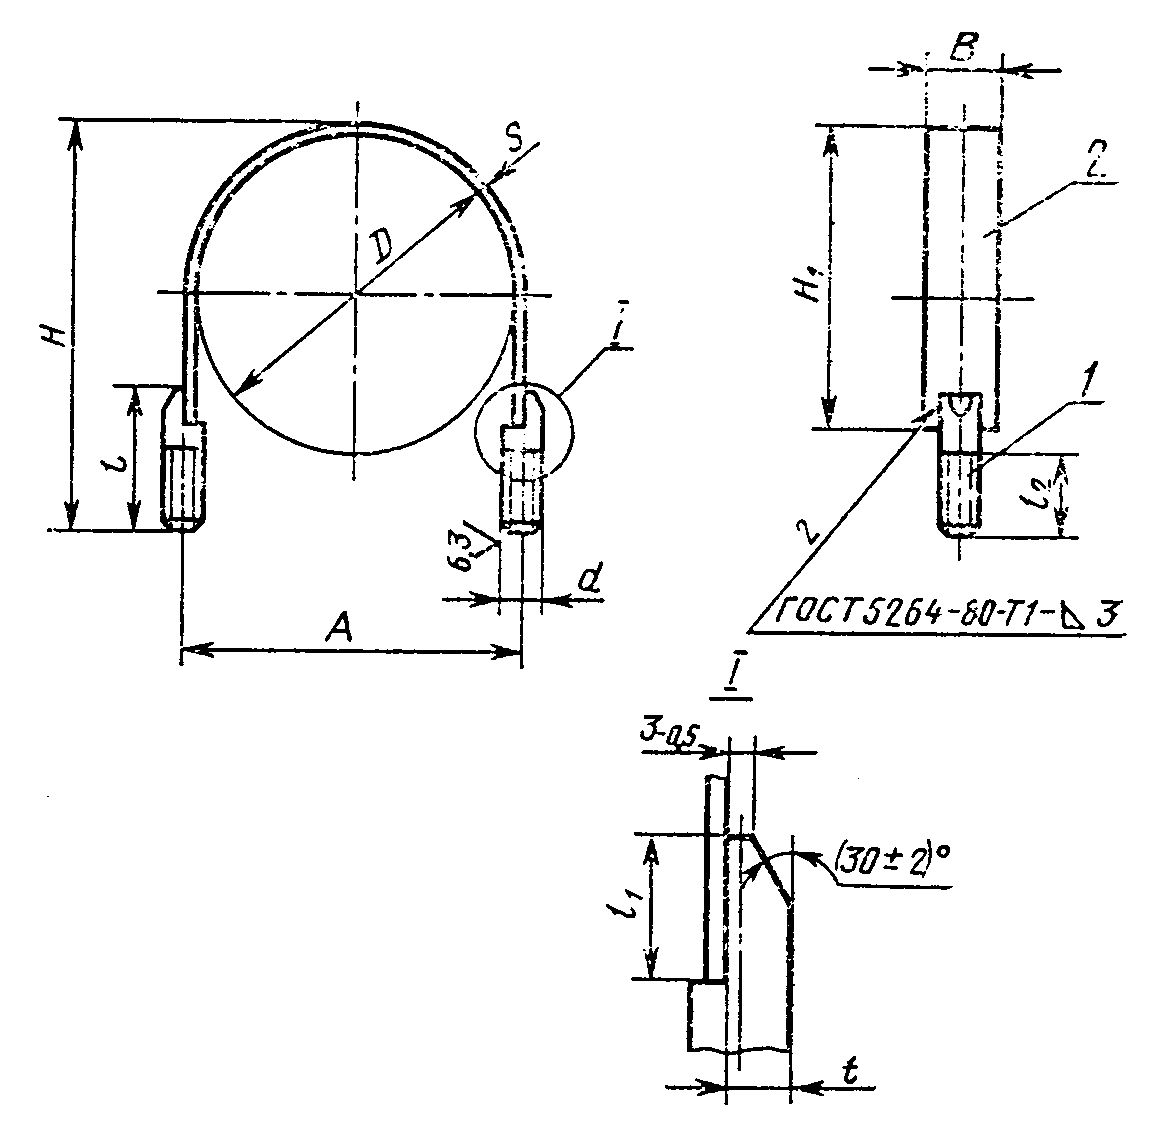 B
S
2
D
H₁
H
I
1
l
l₂
6,3
2
d
ГОСТ 5264-80-Т1-◺ 3
A
I
3-0,5
(30±2)°
l₁
t